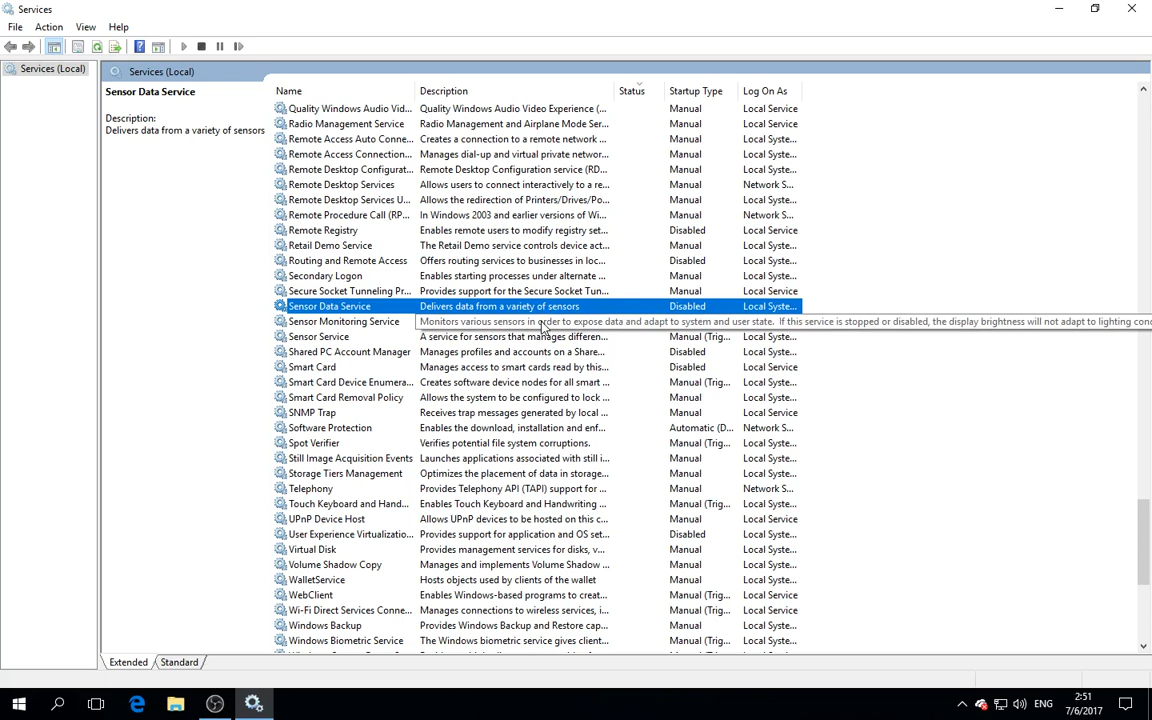 Services
File Action View Help
Services (Local)
Services (Local)
Sensor Data Service
Description:
Delivers data from a variety of sensors
Name Description Status Startup Type Log On As
Quality Windows Audio Vid... Quality Windows Audio Video Experience (... Manual Local Service
Radio Management Service Radio Management and Airplane Mode Ser... Manual Local Service
Remote Access Auto Conne... Creates a connection to a remote network ... Manual Local Syste...
Remote Access Connection... Manages dial-up and virtual private networ... Manual Local Syste...
Remote Desktop Configurat... Remote Desktop Configuration service (RD... Manual Local Syste...
Remote Desktop Services Allows users to connect interactively to a re... Manual Network S...
Remote Desktop Services U... Allows the redirection of Printers/Drives/Po... Manual Local Syste...
Remote Procedure Call (RP... In Windows 2003 and earlier versions of Wi... Manual Network S...
Remote Registry Enables remote users to modify registry set... Disabled Local Service
Retail Demo Service The Retail Demo service controls device act... Manual Local Syste...
Routing and Remote Access Offers routing services to businesses in loc... Disabled Local Syste...
Secondary Logon Enables starting processes under alternate ... Manual Local Syste...
Secure Socket Tunneling Pr... Provides support for the Secure Socket Tun... Manual Local Service
Sensor Data Service Delivers data from a variety of sensors Disabled Local Syste...
Sensor Monitoring Service Monitors various sensors in order to expose data and adapt to system and user state. If this service is stopped or disabled, the display brightness will not adapt to lighting con
Sensor Service A service for sensors that manages differen... Manual (Trig... Local Syste...
Shared PC Account Manager Manages profiles and accounts on a Share... Disabled Local Syste...
Smart Card Manages access to smart cards read by this... Disabled Local Service
Smart Card Device Enumera... Creates software device nodes for all smart ... Manual (Trig... Local Syste...
Smart Card Removal Policy Allows the system to be configured to lock ... Manual Local Syste...
SNMP Trap Receives trap messages generated by local ... Manual Local Service
Software Protection Enables the download, installation and enf... Automatic (D... Network S...
Spot Verifier Verifies potential file system corruptions. Manual (Trig... Local Syste...
Still Image Acquisition Events Launches applications associated with still i... Manual Local Syste...
Storage Tiers Management Optimizes the placement of data in storage... Manual Local Syste...
Telephony Provides Telephony API (TAPI) support for ... Manual Network S...
Touch Keyboard and Hand... Enables Touch Keyboard and Handwriting ... Manual (Trig... Local Syste...
UPnP Device Host Allows UPnP devices to be hosted on this c... Manual Local Service
User Experience Virtualizatio... Provides support for application and OS set... Disabled Local Syste...
Virtual Disk Provides management services for disks, v... Manual Local Syste...
Volume Shadow Copy Manages and implements Volume Shadow ... Manual Local Syste...
WalletService Hosts objects used by clients of the wallet Manual Local Syste...
WebClient Enables Windows-based programs to creat... Manual (Trig... Local Service
Wi-Fi Direct Services Conne... Manages connections to wireless services, i... Manual (Trig... Local Service
Windows Backup Provides Windows Backup and Restore cap... Manual Local Syste...
Windows Biometric Service The Windows biometric service gives client... Manual (Trig... Local Syste...
Extended Standard
ENG 2:51
7/6/2017